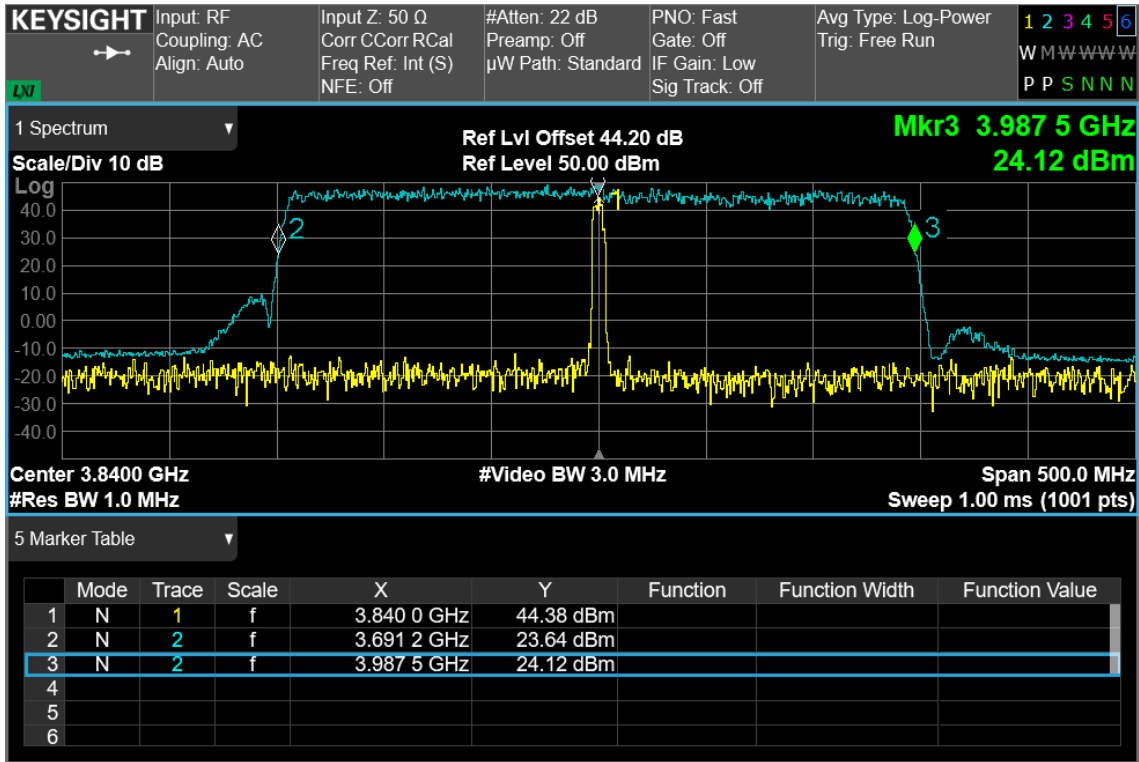 KEYSIGHT
LXI
Input: RF
Coupling: AC
Align: Auto
Input Z: 50 Ω
Corr CCorr RCal
Freq Ref: Int (S)
NFE: Off
#Atten: 22 dB
Preamp: Off
µW Path: Standard
PNO: Fast
Gate: Off
IF Gain: Low
Sig Track: Off
Avg Type: Log-Power
Trig: Free Run
1 2 3 4 5 6
W M W W W W
P P S N N N
1 Spectrum
Scale/Div 10 dB
Ref Lvl Offset 44.20 dB
Ref Level 50.00 dBm
Mkr3 3.987 5 GHz
24.12 dBm
Log
40.0
30.0
20.0
10.0
0.00
-10.0
-20.0
-30.0
-40.0
2
1
3
Center 3.8400 GHz
#Res BW 1.0 MHz
#Video BW 3.0 MHz
Span 500.0 MHz
Sweep 1.00 ms (1001 pts)
5 Marker Table
Mode Trace Scale X Y Function Function Width Function Value
1 N 1 f 3.840 0 GHz 44.38 dBm
2 N 2 f 3.691 2 GHz 23.64 dBm
3 N 2 f 3.987 5 GHz 24.12 dBm
4
5
6